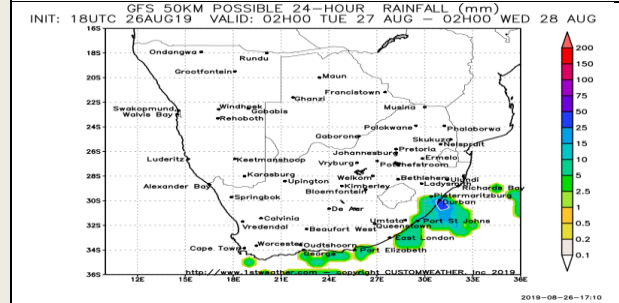 GFS 50KM POSSIBLE 24-HOUR RAINFALL (mm)
INIT: 18UTC 26AUG19 VALID: 02H00 TUE 27 AUG – 02H00 WED 28 AUG
16S
18S
20S
22S
24S
26S
28S
30S
32S
34S
36S
Ondangwa
Rundu
Grootfontein
Maun
Francistown
Ghanzi
Musina
Swakopmund
Windhoek
Gobabis
Walvis Bay
Rehoboth
Polokwane
Phalaborwa
Gaborone
Skukuza
Pretoria
Nelspruit
Johannesburg
Luderitz
Keetmanshoop
Vryburg
Potchefstroom
Ermelo
Karasburg
Upington
Welkom
Bethlehem
Ulundi
Alexander Bay
Kimberley
Ladysmith
Richards Bay
Bloemfontein
Springbok
Pietermaritzburg
Durban
De Aar
Calvinia
Umtata
Port St Johns
Vredendal
Beaufort West
Queenstown
East London
Cape Town
Worcester
Oudtshoorn
George
Port Elizabeth
http://www.1stweather.com – copyright CUSTOMWEATHER, Inc 2019
12E 15E 18E 21E 24E 27E 30E 33E 36E
200
150
100
75
50
25
20
15
10
5
2.5
1
0.5
0.2
0.1
2019-08-26-17:10